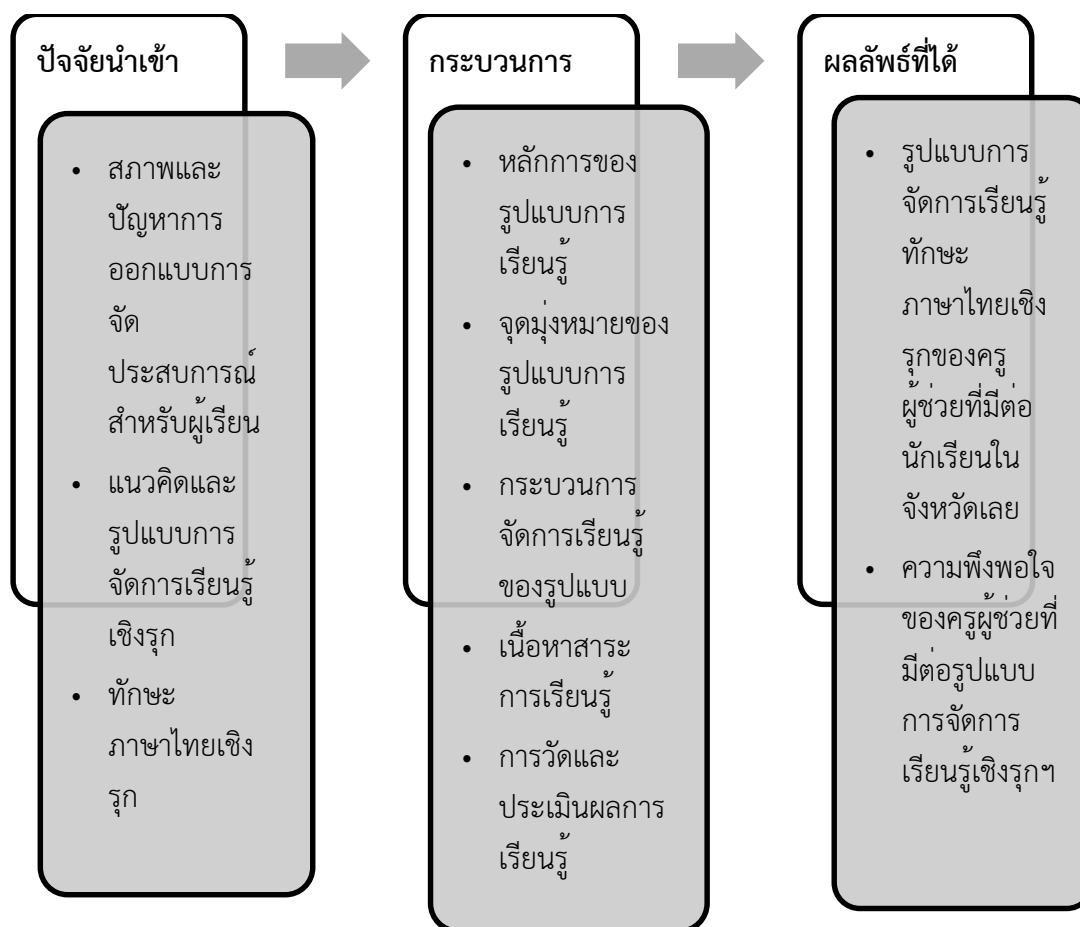 ปัจจัยนำเข้า
• สภาพและ
ปัญหาการ
ออกแบบการ
จัด
ประสบการณ์
สำหรับผู้เรียน
• แนวคิดและ
รูปแบบการ
จัดการเรียนรู้
เชิงรุก
• ทักษะ
ภาษาไทยเชิง
รุก
กระบวนการ
• หลักการของ
รูปแบบการ
เรียนรู้
• จุดมุ่งหมายของ
รูปแบบการ
เรียนรู้
• กระบวนการ
จัดการเรียนรู้
ของรูปแบบ
• เนื้อหาสาระ
การเรียนรู้
• การวัดและ
ประเมินผลการ
เรียนรู้
ผลลัพธ์ที่ได้
• รูปแบบการ
จัดการเรียนรู้
ทักษะ
ภาษาไทยเชิง
รุกของครู
ผู้ช่วยที่มีต่อ
นักเรียนใน
จังหวัดเลย
• ความพึงพอใจ
ของครูผู้ช่วยที่
มีต่อรูปแบบ
การจัดการ
เรียนรู้เชิงรุกฯ